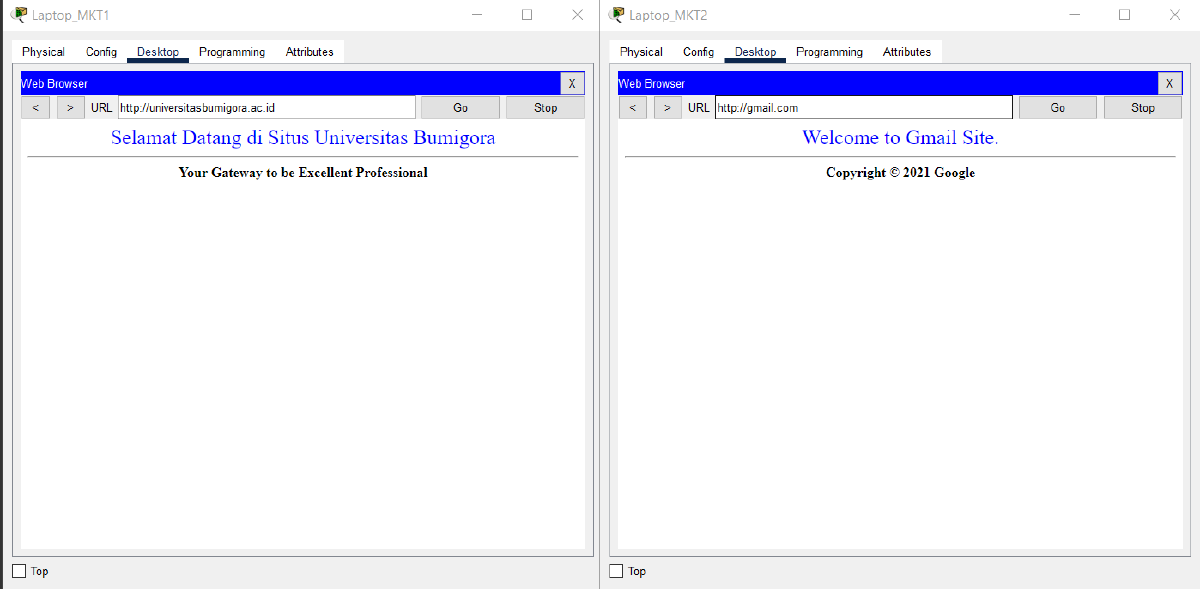 Laptop_MKT1
Physical Config Desktop Programming Attributes
Web Browser X
< > URL http://universitasbumigora.ac.id Go Stop
Selamat Datang di Situs Universitas Bumigora
Your Gateway to be Excellent Professional
Top
Laptop_MKT2
Physical Config Desktop Programming Attributes
Web Browser X
< > URL http://gmail.com Go Stop
Welcome to Gmail Site.
Copyright © 2021 Google
Top